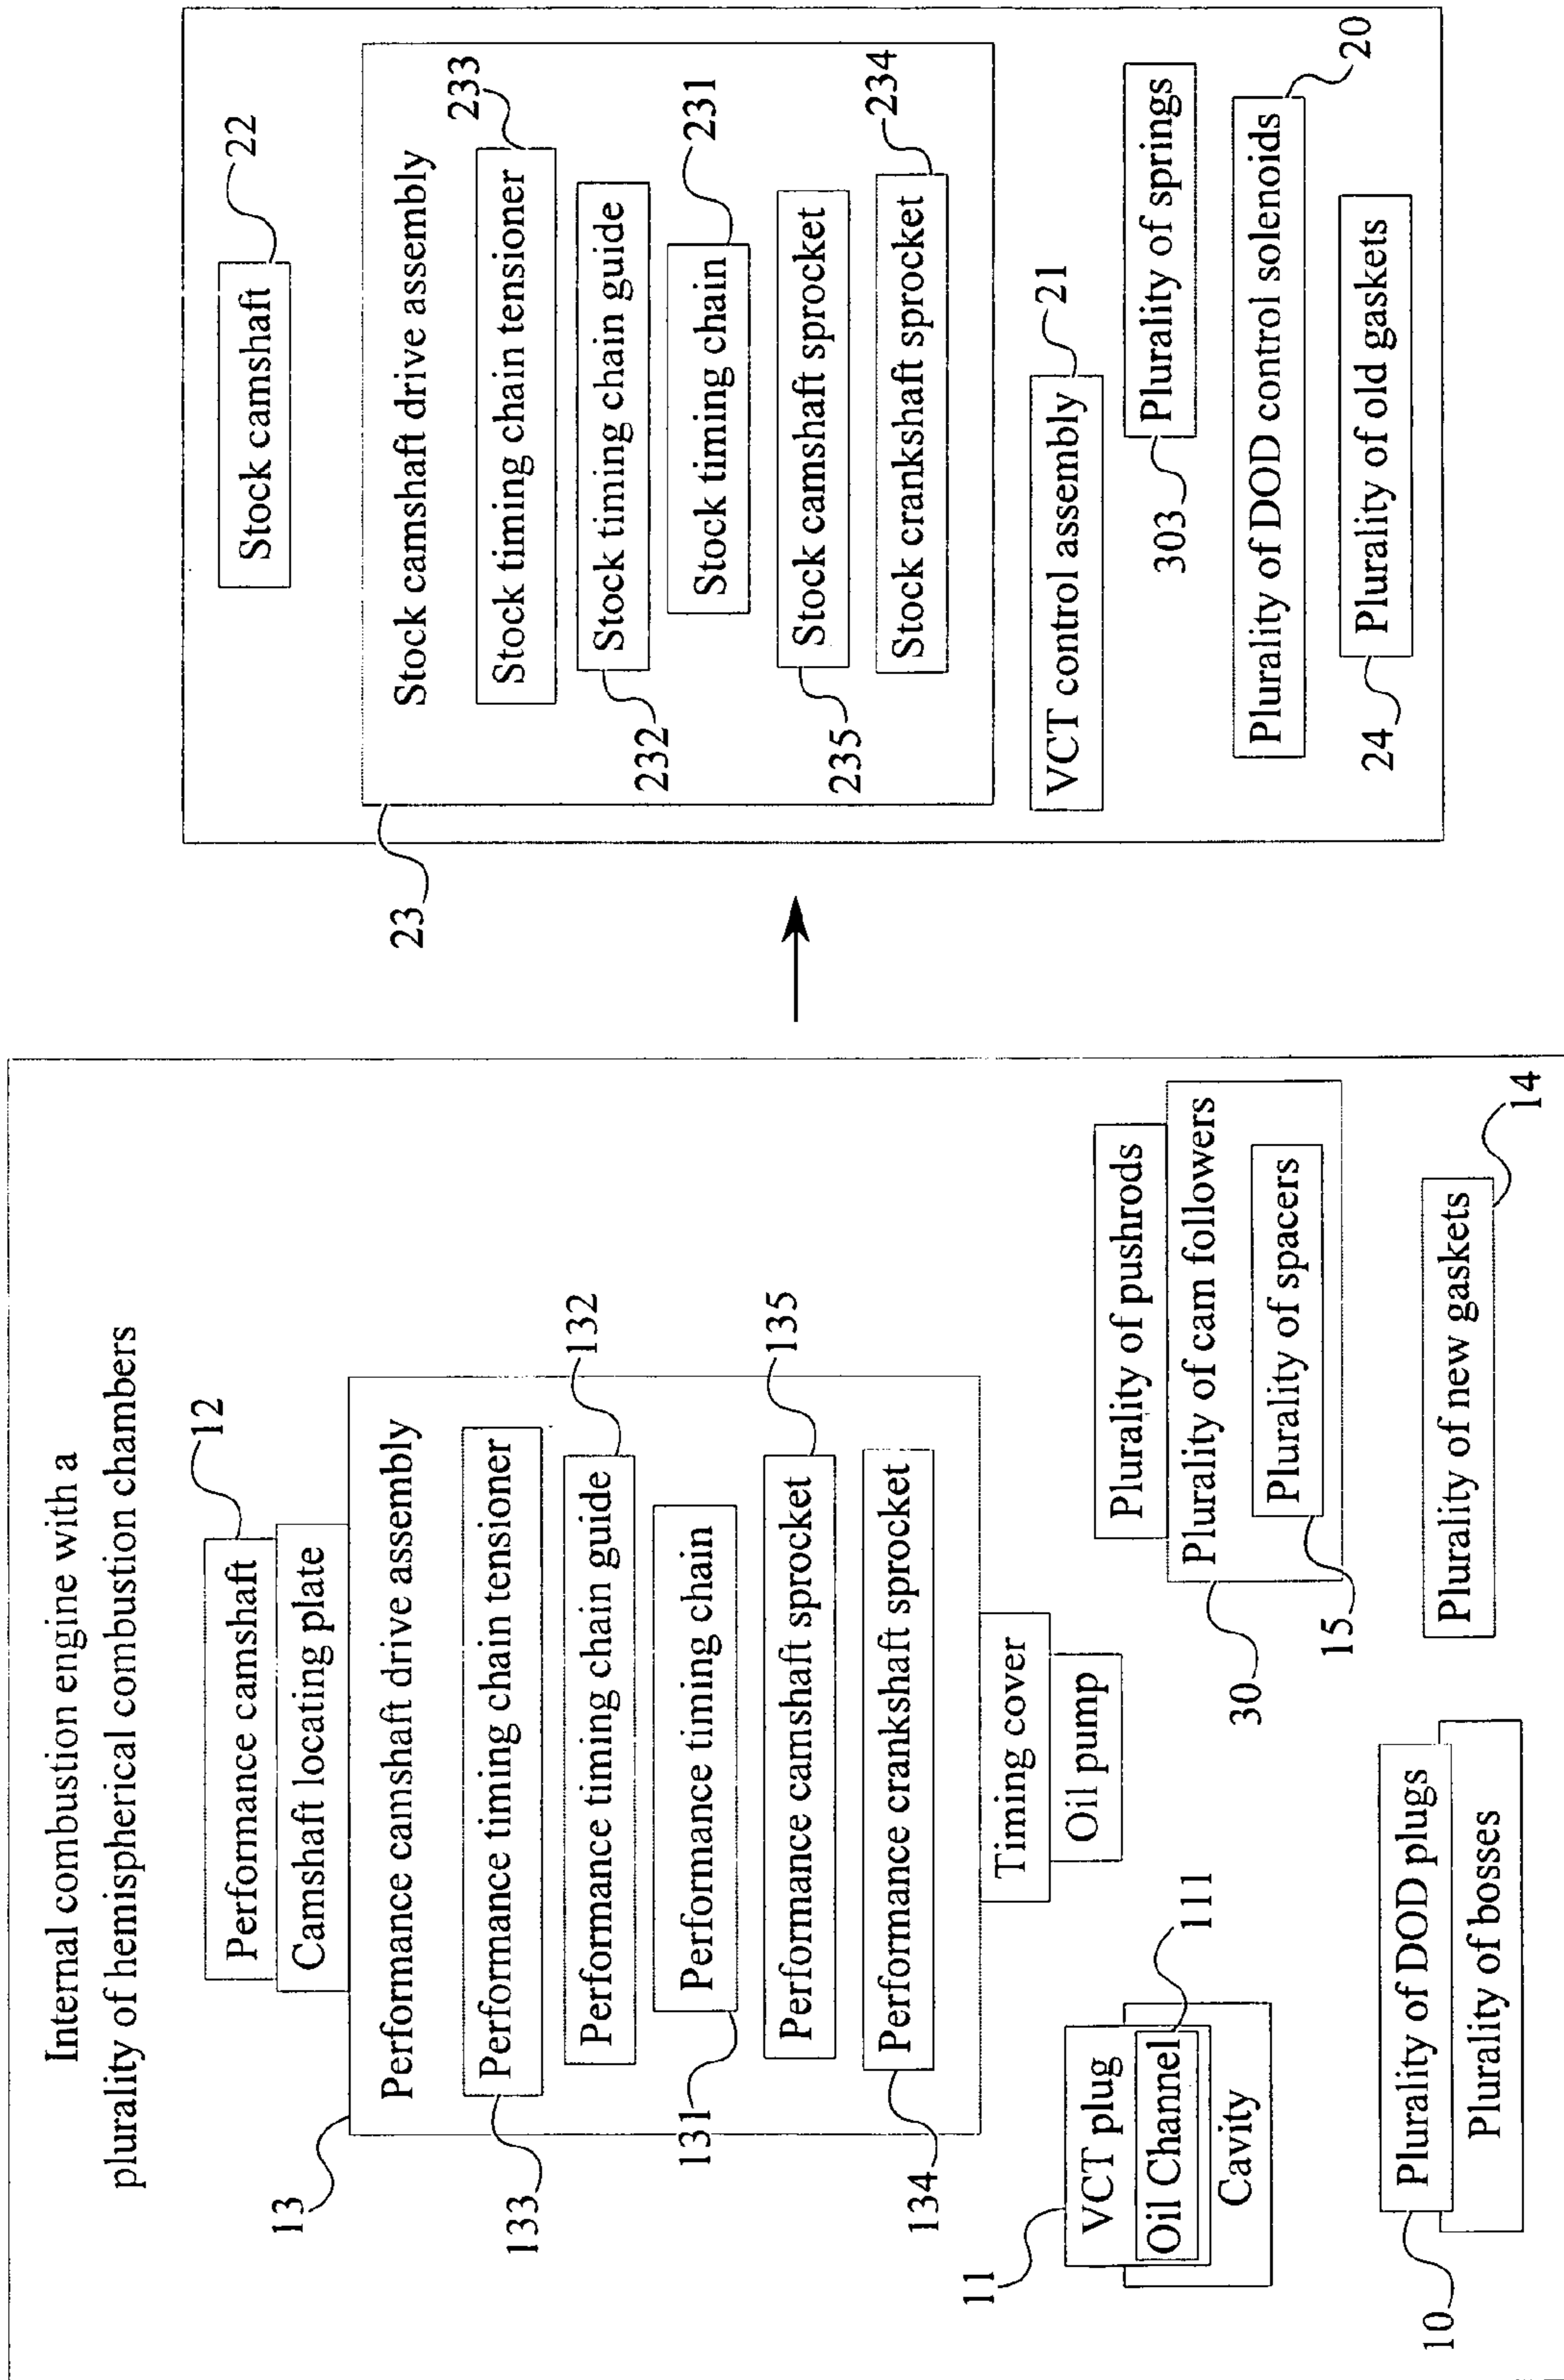 Internal combustion engine with a
plurality of hemispherical combustion chambers
12
Performance camshaft
Camshaft locating plate
13
Performance camshaft drive assembly
Performance timing chain tensioner
133
132
Performance timing chain guide
Performance timing chain
131
135
Performance camshaft sprocket
Performance crankshaft sprocket
134
Timing cover
Oil pump
11
VCT plug
Oil Channel
111
Cavity
Plurality of pushrods
Plurality of cam followers
30
Plurality of spacers
15
Plurality of DOD plugs
10
Plurality of bosses
14
Plurality of new gaskets
22
Stock camshaft
23
Stock camshaft drive assembly
233
Stock timing chain tensioner
Stock timing chain guide
232
231
Stock timing chain
Stock camshaft sprocket
235
234
Stock crankshaft sprocket
21
VCT control assembly
Plurality of springs
303
Plurality of DOD control solenoids
20
Plurality of old gaskets
24